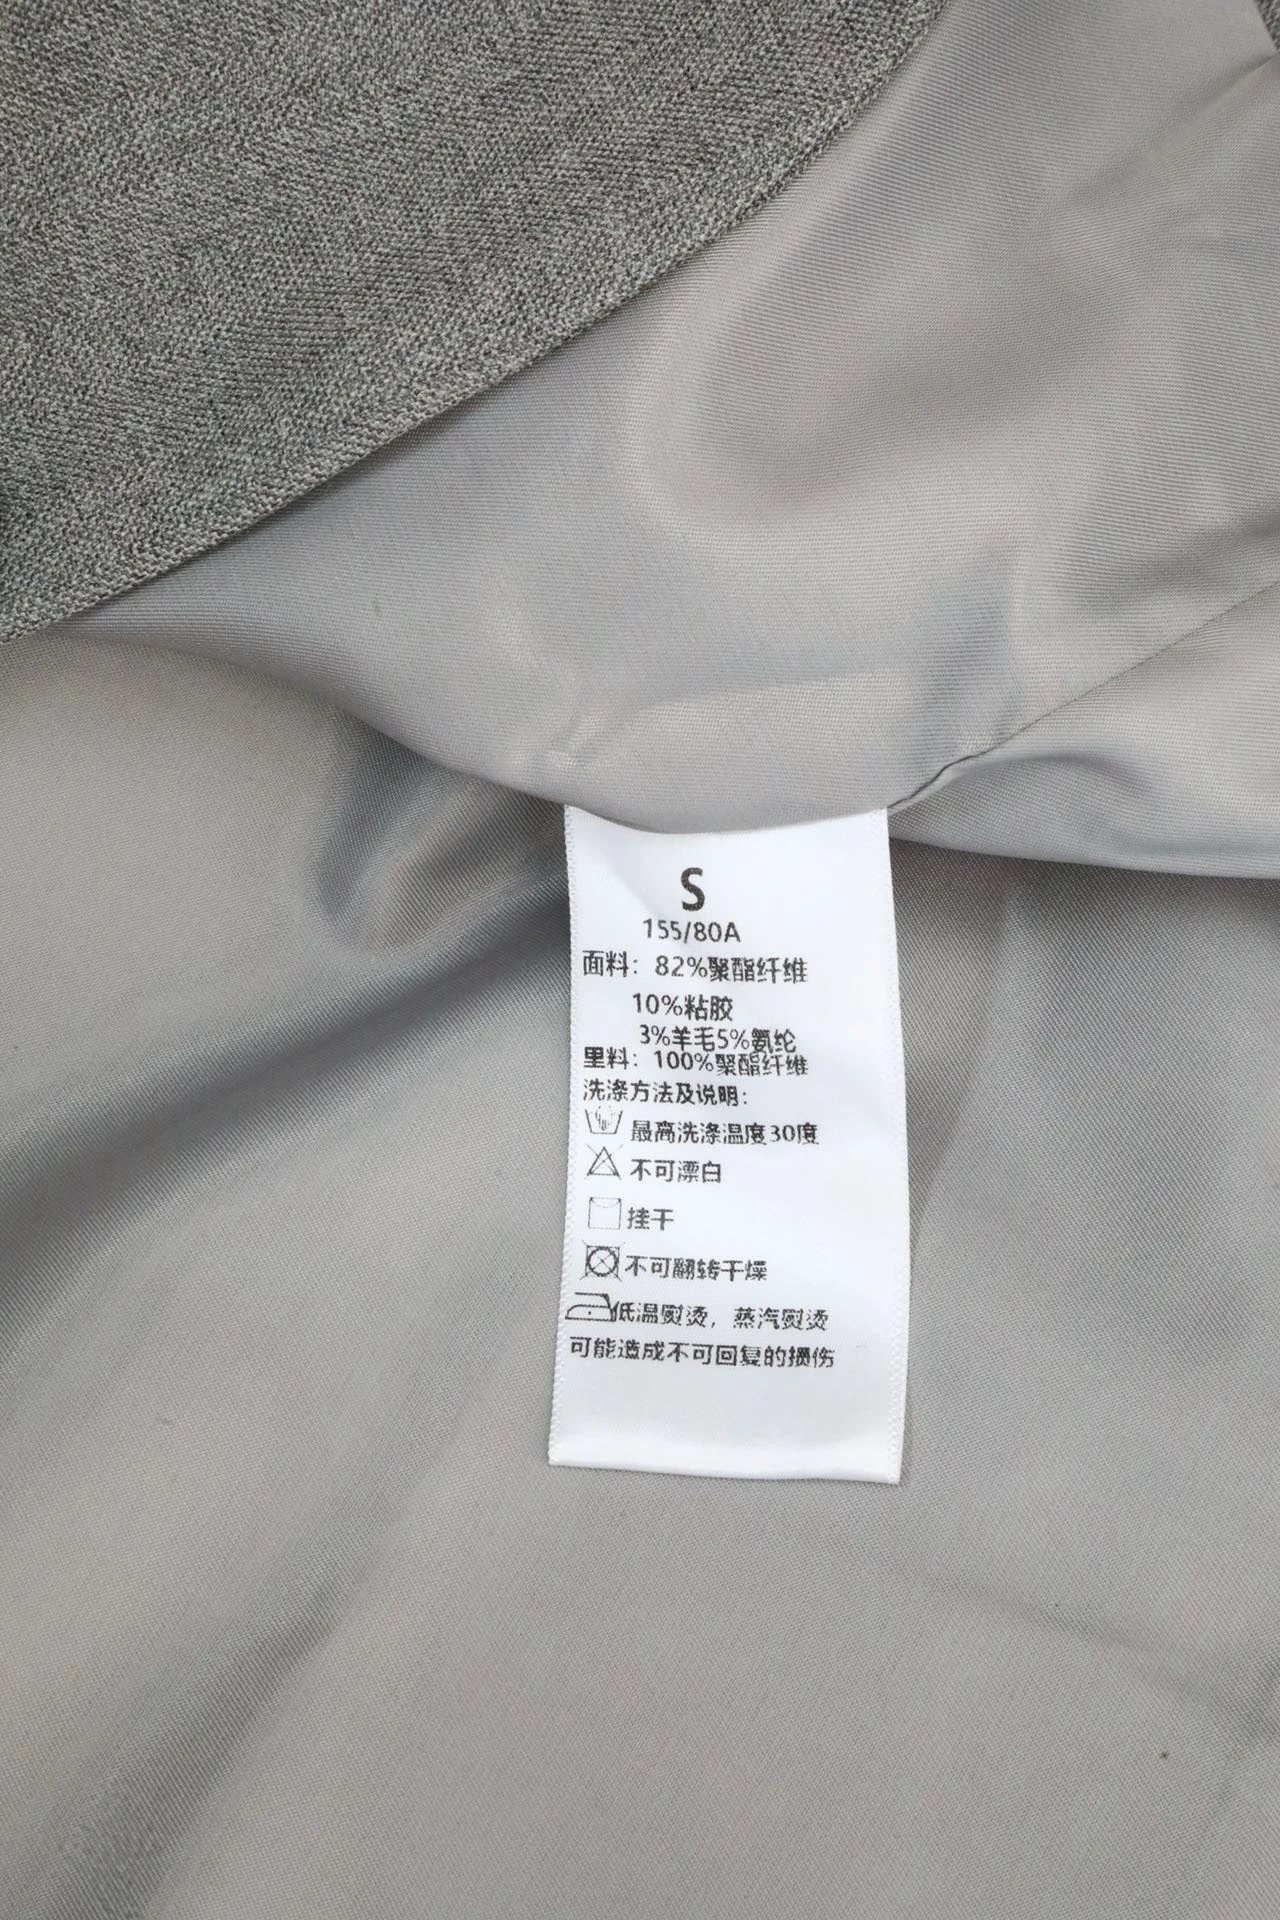 S
155/80A
面料：82%聚酯纤维
10%粘胶
3%羊毛5%氨纶
里料：100%聚酯纤维
洗涤方法及说明：
最高洗涤温度30度
不可漂白
挂干
不可翻转干燥
低温熨烫，蒸汽熨烫
可能造成不可回复的损伤